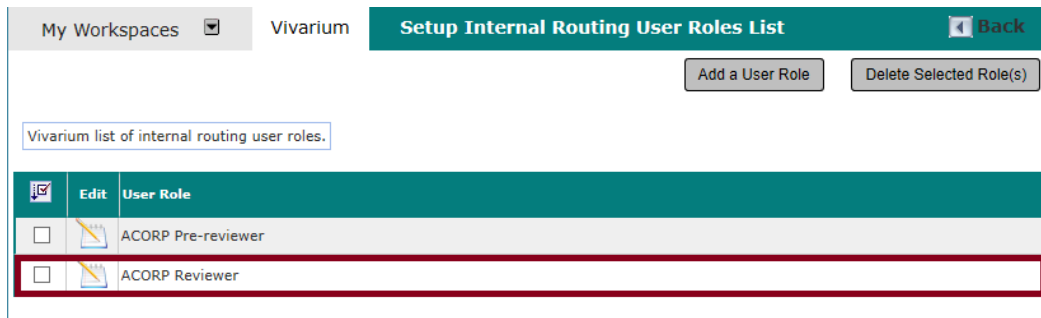 My Workspaces Vivarium Setup Internal Routing User Roles List Back
Add a User Role Delete Selected Role(s)
Vivarium list of internal routing user roles.
Edit User Role
ACORP Pre-reviewer
ACORP Reviewer